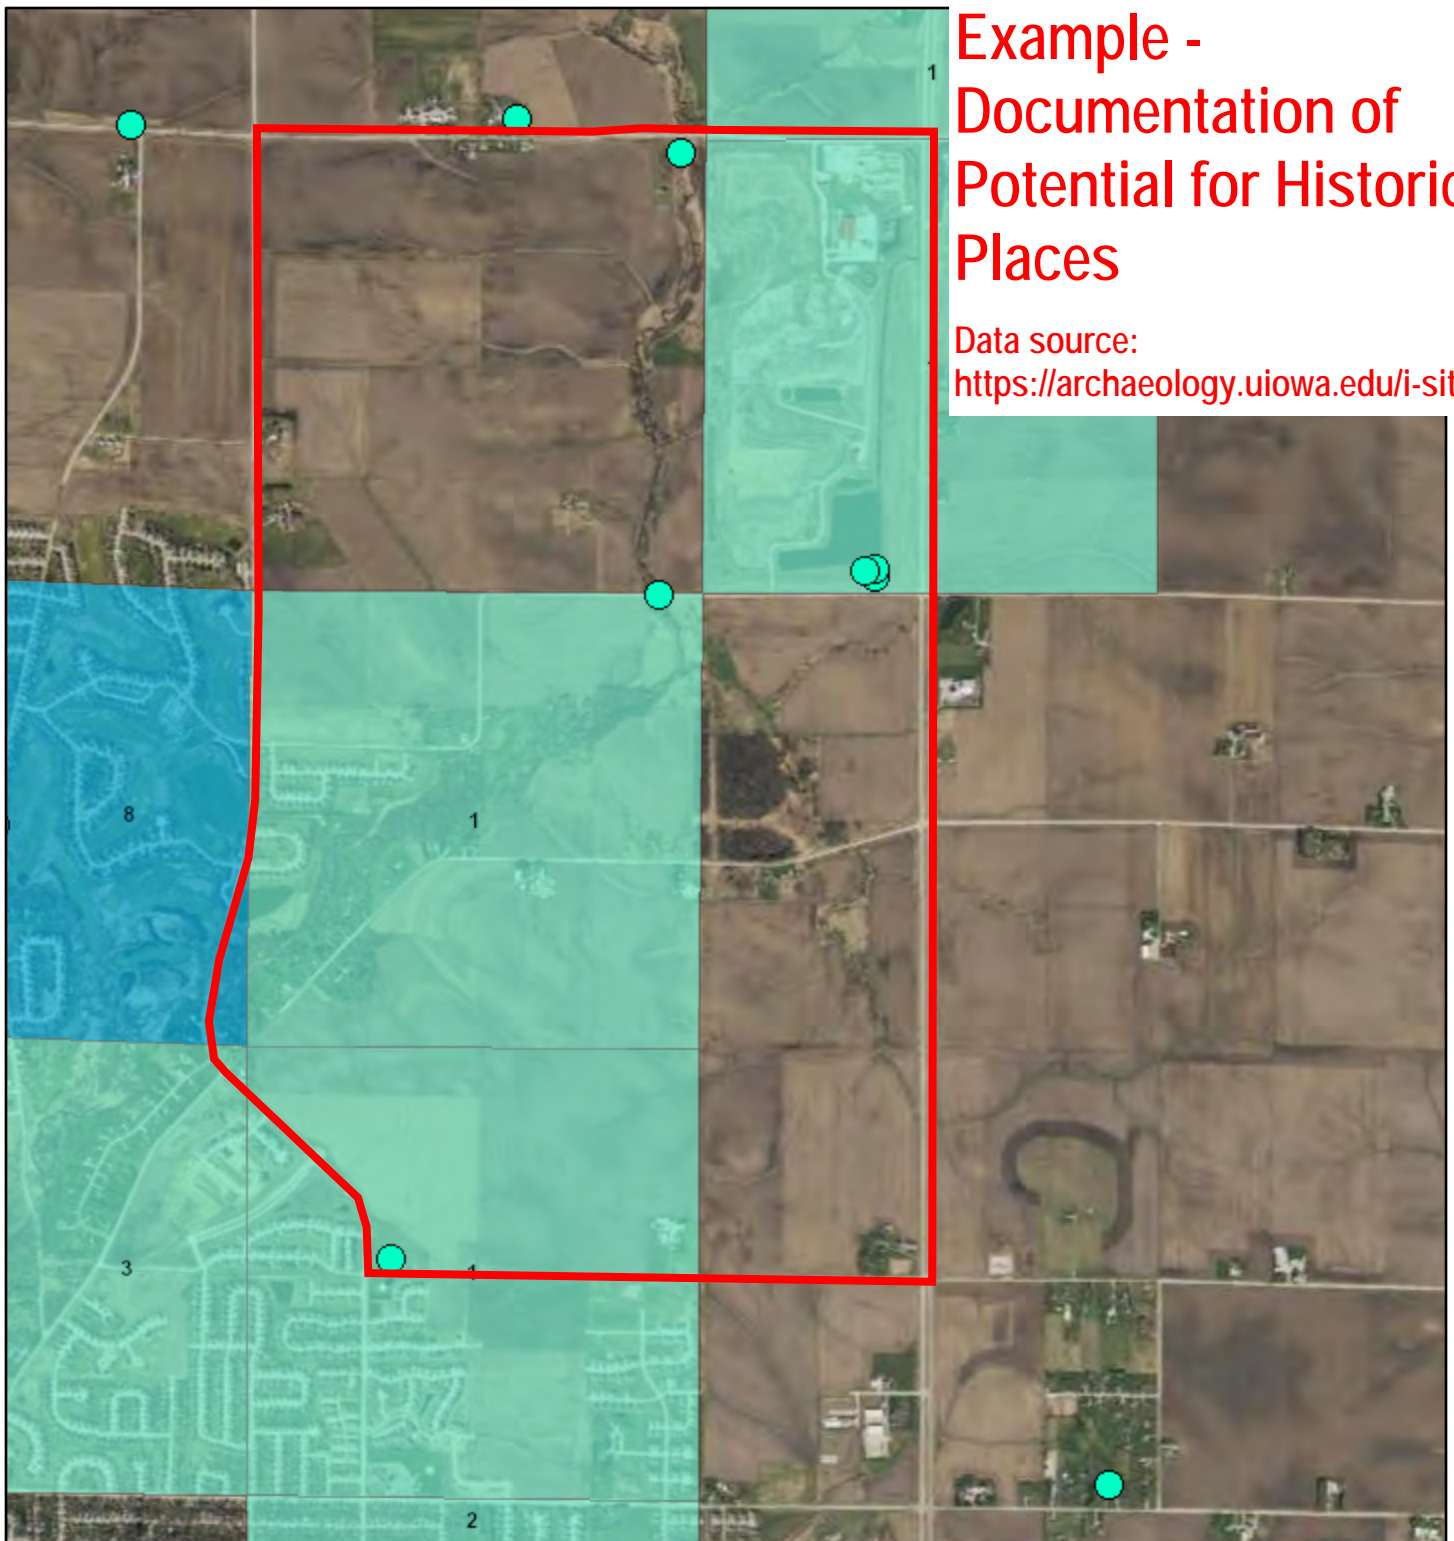 Example -
Documentation of
Potential for Historic
Places
Data source:
https://archaeology.uiowa.edu/i-sit
1
8
1
3
1
2